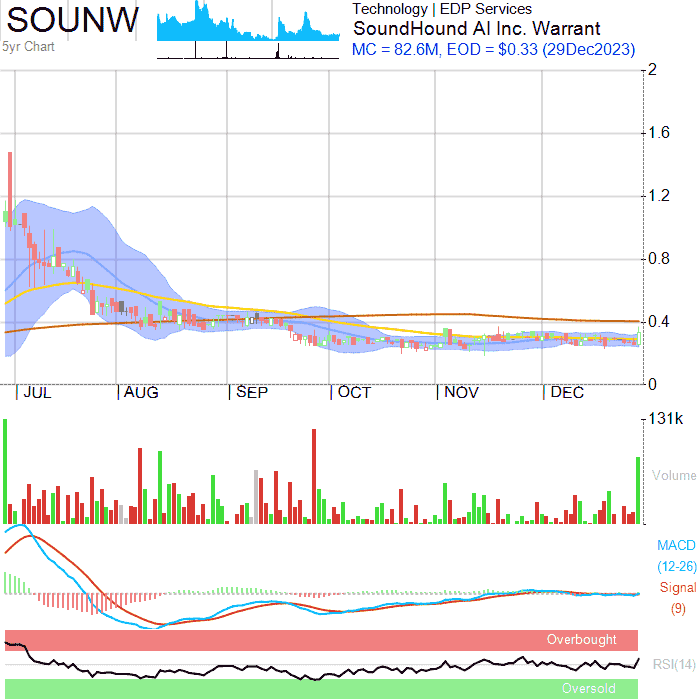 SOUNW
5yr Chart
Technology | EDP Services
SoundHound AI Inc. Warrant
MC = 82.6M, EOD = $0.33 (29Dec2023)
2
1.6
1.2
0.8
0.4
0
JUL
AUG
SEP
OCT
NOV
DEC
131k
Volume
MACD
(12-26)
Signal
(9)
Overbought
RSI(14)
Oversold